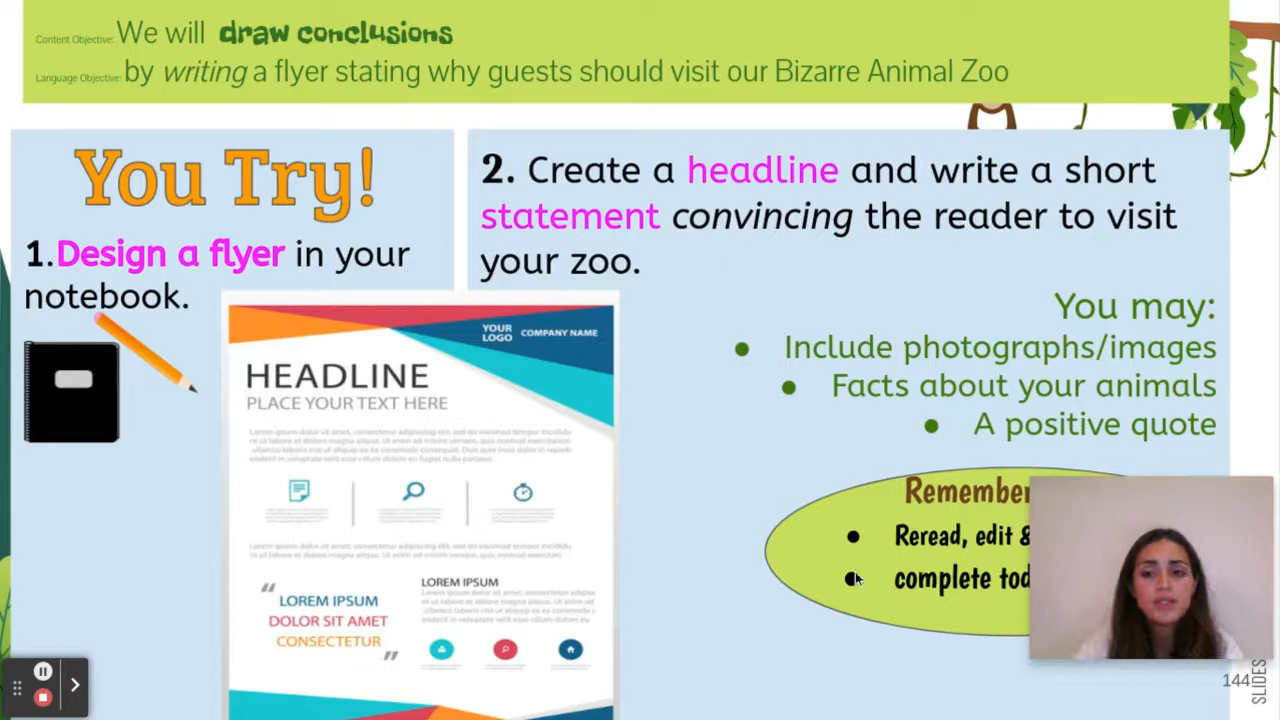 Content Objective: We will draw conclusions
Language Objective: by writing a flyer stating why guests should visit our Bizarre Animal Zoo
You Try!
1.Design a flyer in your
notebook.
2. Create a headline and write a short
statement convincing the reader to visit
your zoo.
YOUR
LOGO
COMPANY NAME
HEADLINE
PLACE YOUR TEXT HERE
“
LOREM IPSUM
DOLOR SIT AMET
CONSECTETUR
”
LOREM IPSUM
You may:
● Include photographs/images
● Facts about your animals
● A positive quote
Remember
● Reread, edit &
● complete tod
144
SLIDES